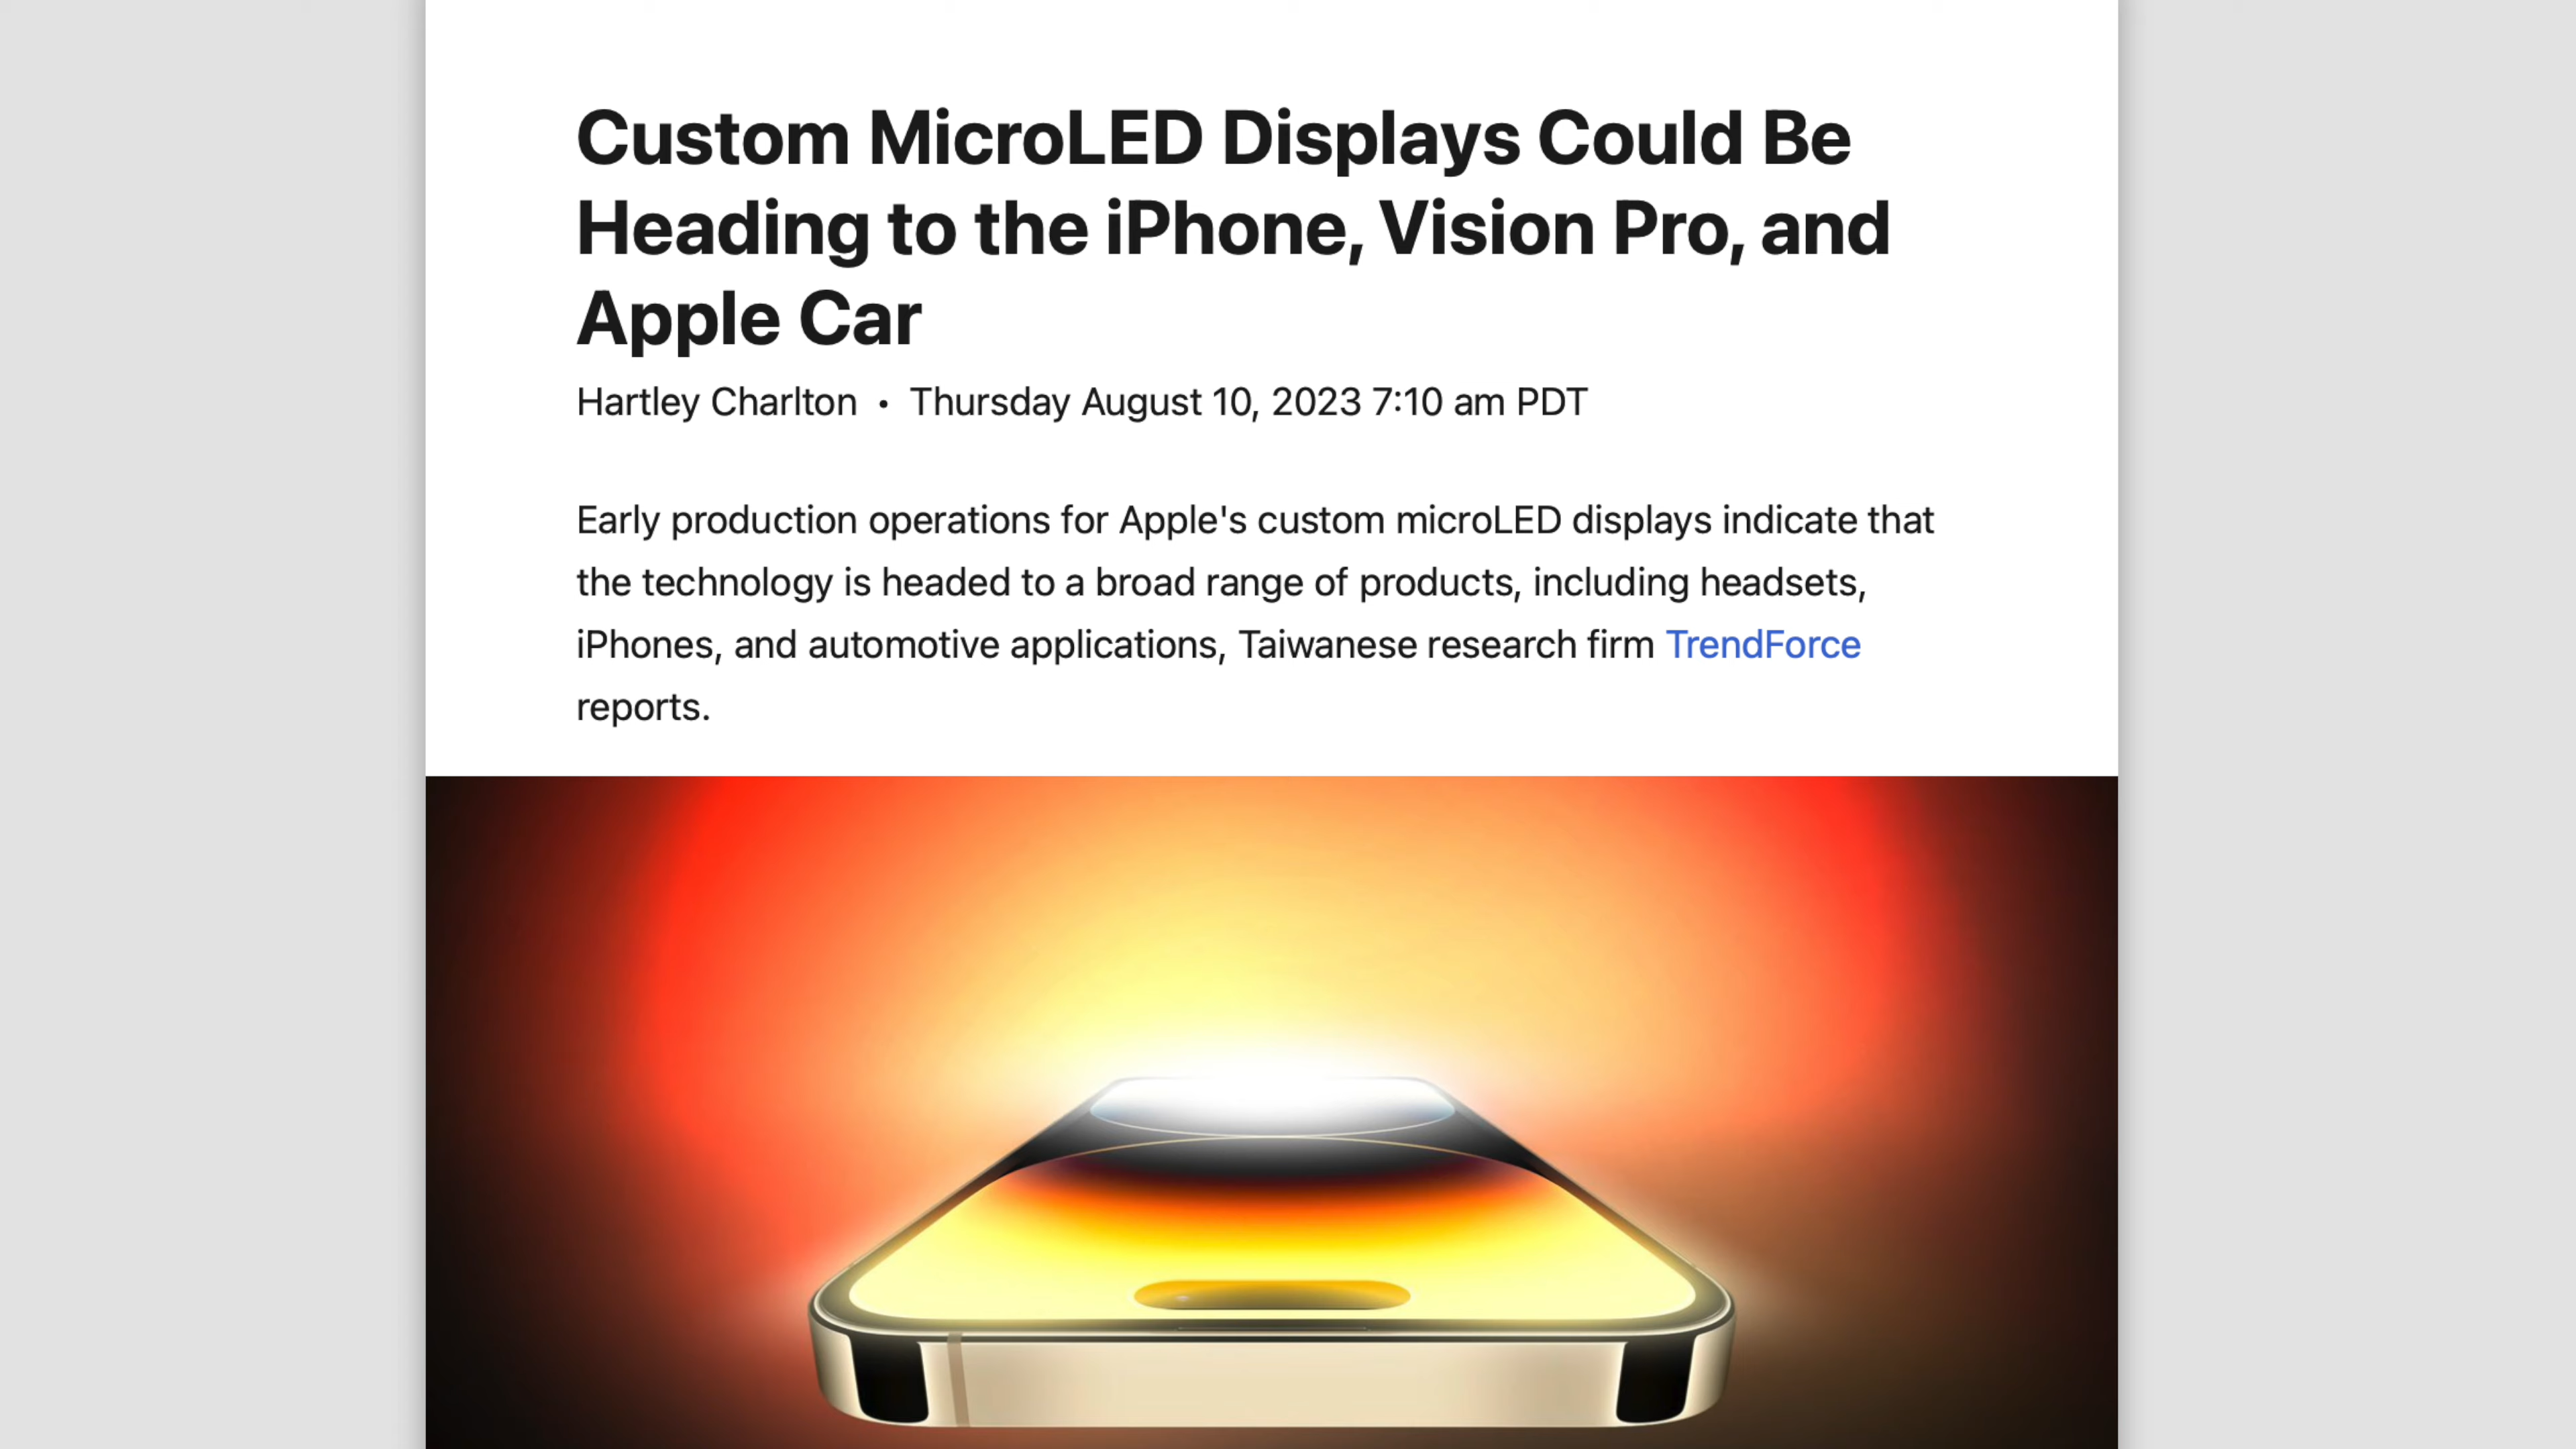 Custom MicroLED Displays Could Be
Heading to the iPhone, Vision Pro, and
Apple Car
Hartley Charlton • Thursday August 10, 2023 7:10 am PDT
Early production operations for Apple's custom microLED displays indicate that
the technology is headed to a broad range of products, including headsets,
iPhones, and automotive applications, Taiwanese research firm TrendForce
reports.